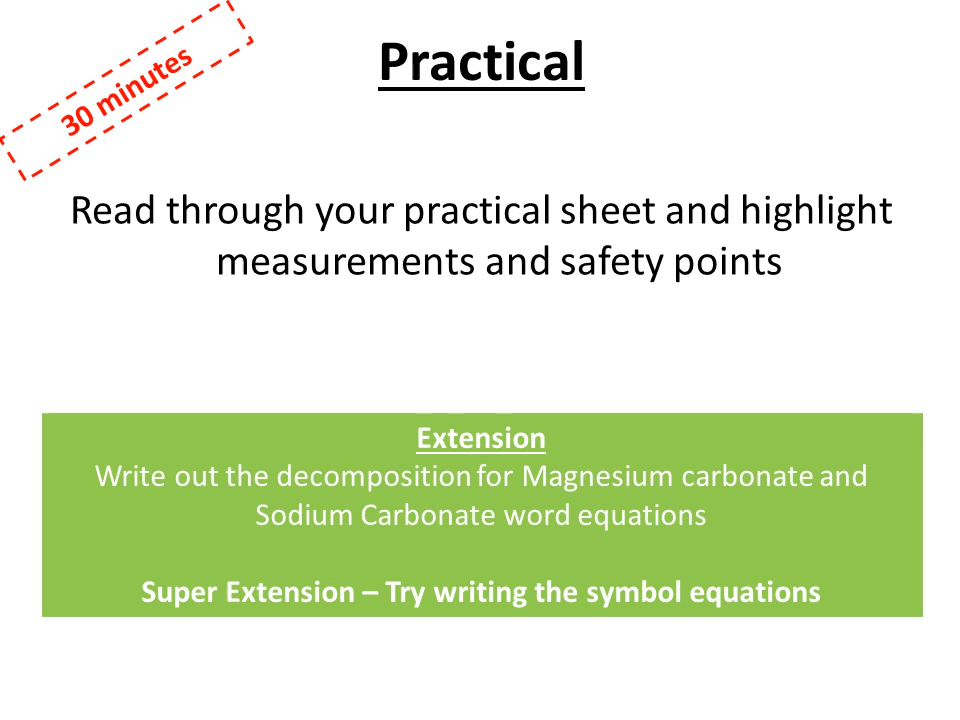 30 minutes
Practical
Read through your practical sheet and highlight
measurements and safety points
Extension
Write out the decomposition for Magnesium carbonate and
Sodium Carbonate word equations
Super Extension – Try writing the symbol equations